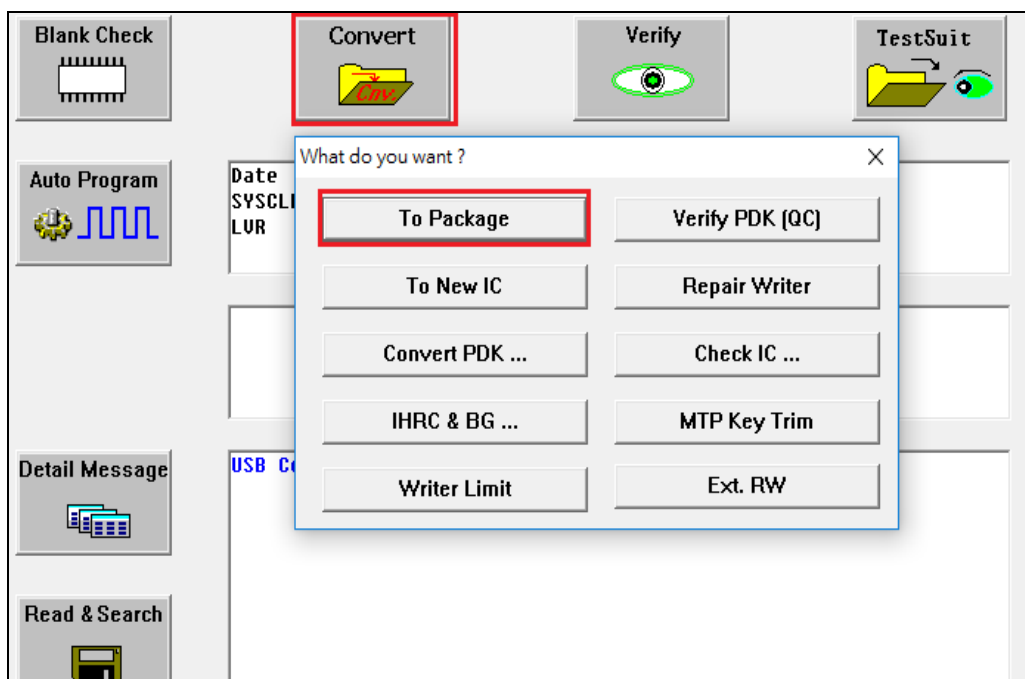 Blank Check
Convert
Cnv.
Verify
TestSuit
Auto Program
Date
LVR
What do you want ?
To Package
Verify PDK (QC)
To New IC
Repair Writer
Convert PDK ...
Check IC ...
IHRC & BG ...
MTP Key Trim
Writer Limit
Ext. RW
Detail Message
USB
Read & Search